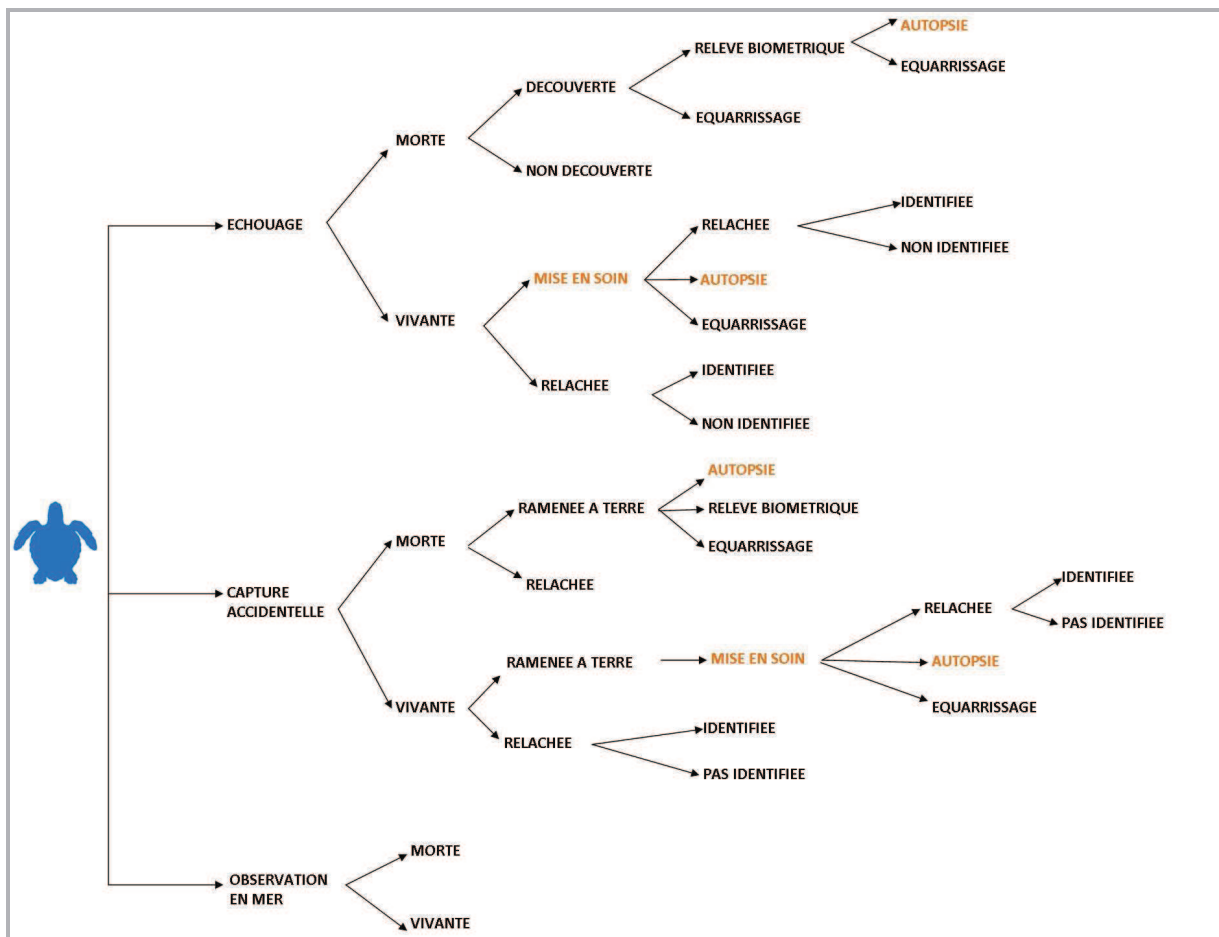 AUTOPSIE
RELEVE BIOMETRIQUE
EQUARRISSAGE
DECOUVERTE
EQUARRISSAGE
MORTE
NON DECOUVERTE
IDENTIFIEE
ECHOUAGE
RELACHEE
NON IDENTIFIEE
MISE EN SOIN
AUTOPSIE
VIVANTE
EQUARRISSAGE
IDENTIFIEE
RELACHEE
NON IDENTIFIEE
AUTOPSIE
RAMENEE A TERRE
RELEVE BIOMETRIQUE
MORTE
EQUARRISSAGE
RELACHEE
CAPTURE
ACCIDENTELLE
IDENTIFIEE
RELACHEE
PAS IDENTIFIEE
RAMENEE A TERRE
MISE EN SOIN
AUTOPSIE
VIVANTE
EQUARRISSAGE
IDENTIFIEE
RELACHEE
PAS IDENTIFIEE
MORTE
OBSERVATION
EN MER
VIVANTE